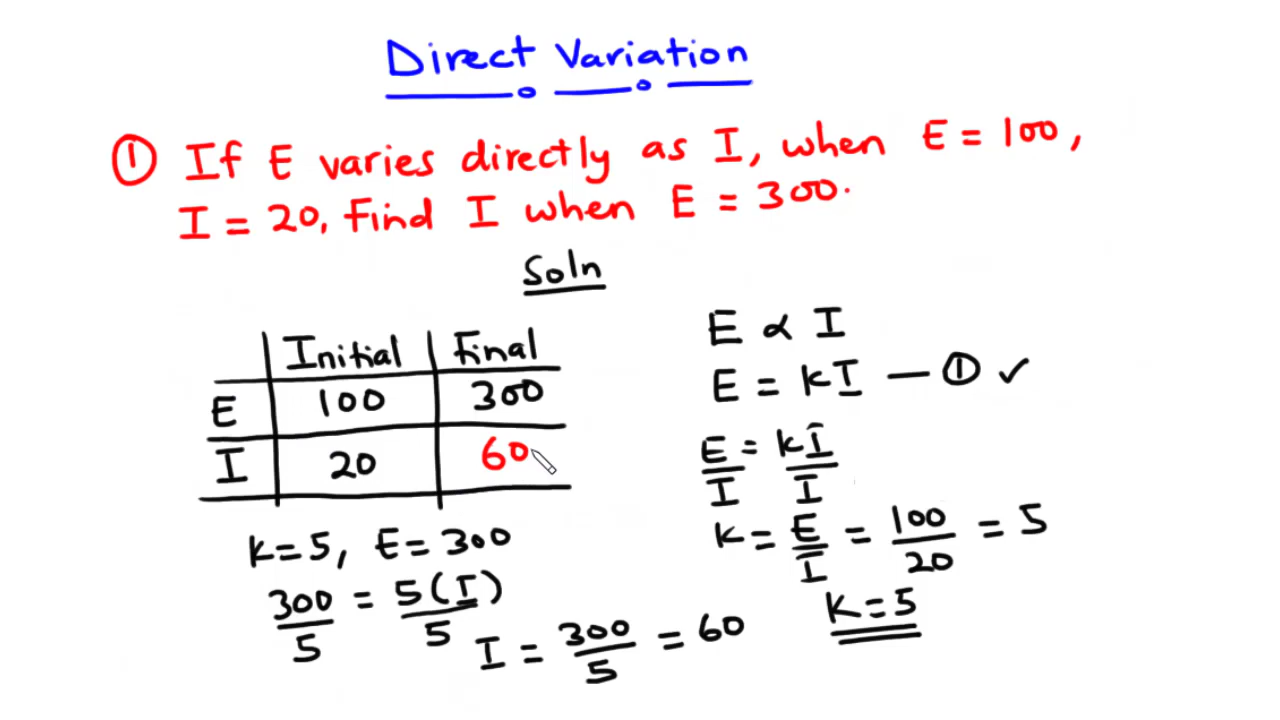 Direct Variation
① If E varies directly as I, when E = 100,
I = 20, Find I when E = 300.
Soln
Initial Final
E 100 300
I 20 60
E ∝ I
E = kI — ① ✓
E/I = kI/I
K = E/I = 100/20 = 5
K = 5
K = 5, E = 300
300/5 = 5(I)/5
I = 300/5 = 60